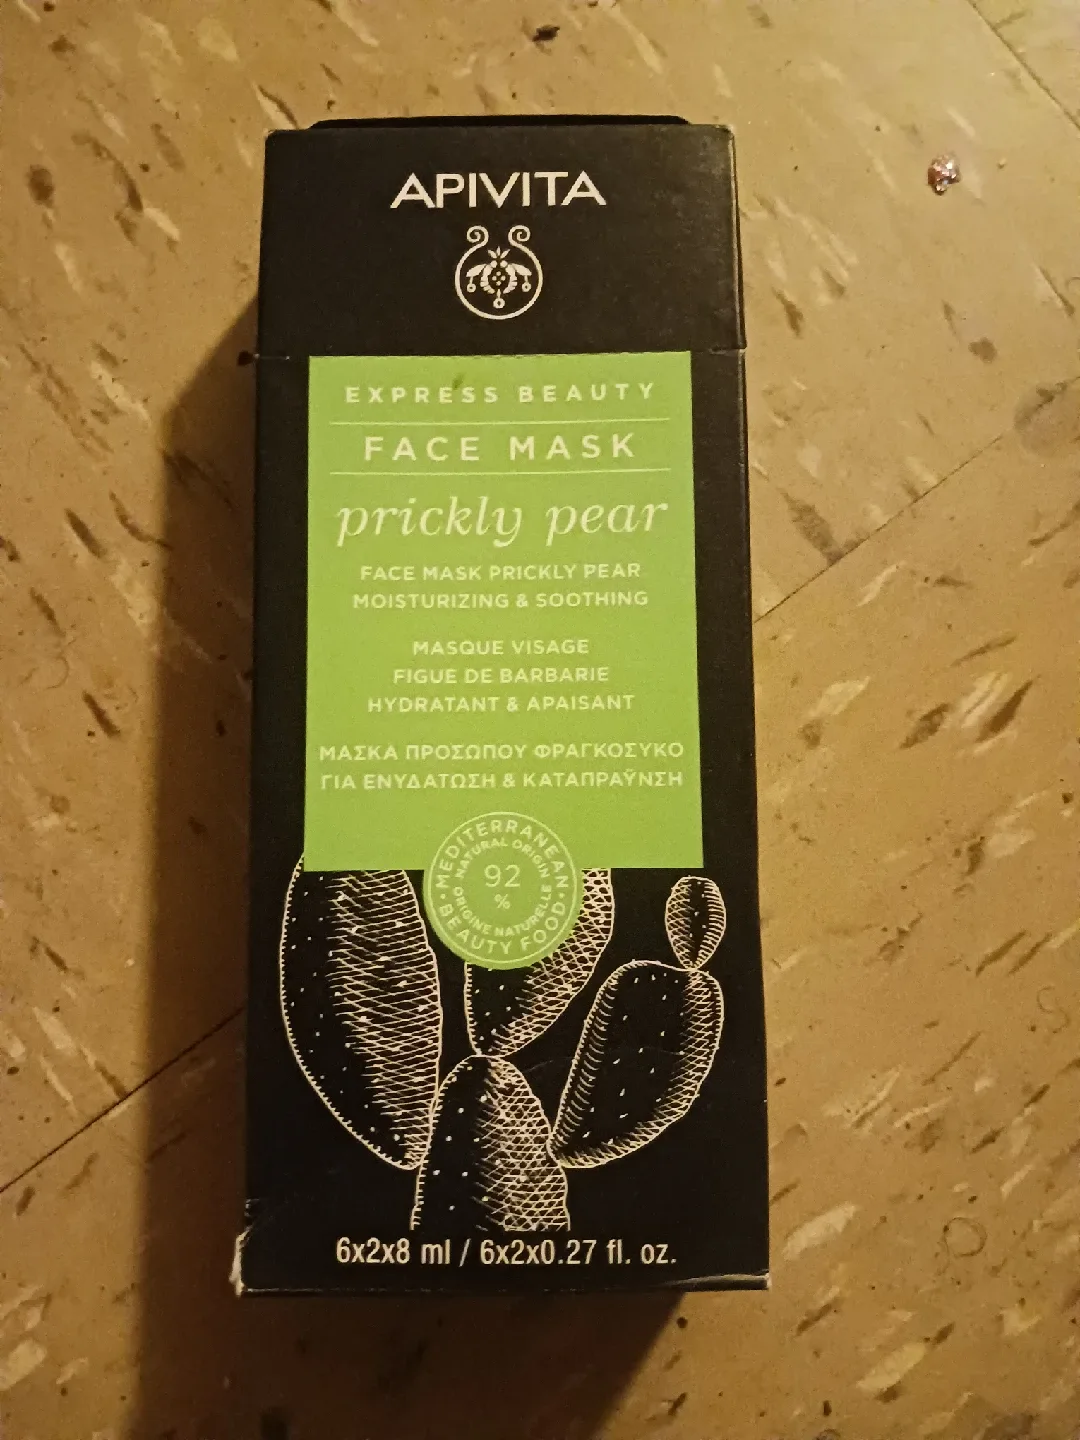 APIVITA
EXPRESS BEAUTY
FACE MASK
prickly pear
FACE MASK PRICKLY PEAR
MOISTURIZING & SOOTHING
MASQUE VISAGE
FIGUE DE BARBARIE
HYDRATANT & APAISANT
ΜΑΣΚΑ ΠΡΟΣΩΠΟΥ ΦΡΑΓΚΟΣΥΚΟ
ΓΙΑ ΕΝΥΔΑΤΩΣΗ & ΚΑΤΑΠΡΑΫΝΣΗ
• MEDITERRANEAN •
NATURAL ORIGIN
92
%
ORIGINE NATURELLE
BEAUTY FOOD
6x2x8 ml / 6x2x0.27 fl. oz.